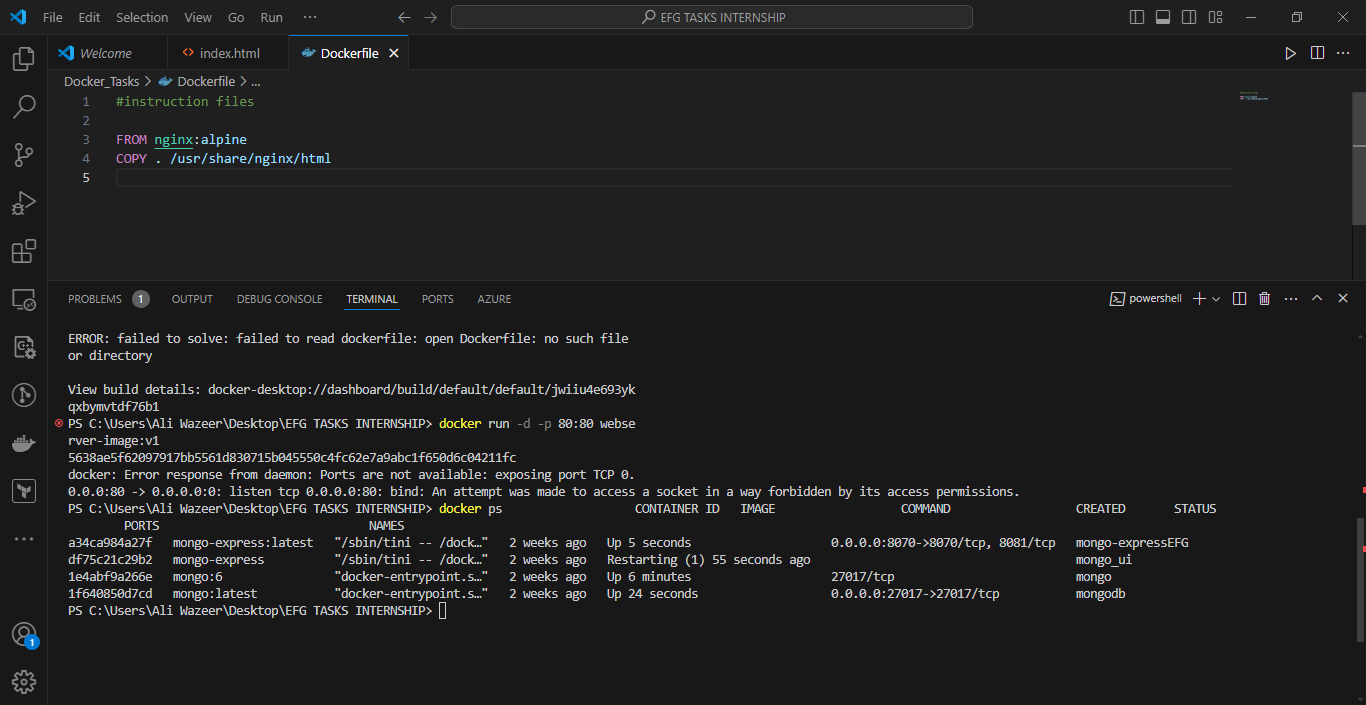 File Edit Selection View Go Run ··· EFG TASKS INTERNSHIP
Welcome index.html Dockerfile
Docker_Tasks > Dockerfile > ...
1 #instruction files
2
3 FROM nginx:alpine
4 COPY . /usr/share/nginx/html
5
PROBLEMS 1 OUTPUT DEBUG CONSOLE TERMINAL PORTS AZURE powershell
ERROR: failed to solve: failed to read dockerfile: open Dockerfile: no such file
or directory
View build details: docker-desktop://dashboard/build/default/default/jwiiu4e693yk
qxbymvtdf76b1
PS C:\Users\Ali Wazeer\Desktop\EFG TASKS INTERNSHIP> docker run -d -p 80:80 webse
rver-image:v1
5638ae5f62097917bb5561d830715b045550c4fc62e7a9abc1f650d6c04211fc
docker: Error response from daemon: Ports are not available: exposing port TCP 0.
0.0.0:80 -> 0.0.0.0:0: listen tcp 0.0.0.0:80: bind: An attempt was made to access a socket in a way forbidden by its access permissions.
PS C:\Users\Ali Wazeer\Desktop\EFG TASKS INTERNSHIP> docker ps CONTAINER ID IMAGE COMMAND CREATED STATUS
PORTS NAMES
a34ca984a27f mongo-express:latest "/sbin/tini -- /dock…" 2 weeks ago Up 5 seconds 0.0.0.0:8070->8070/tcp, 8081/tcp mongo-expressEFG
df75c21c29b2 mongo-express "/sbin/tini -- /dock…" 2 weeks ago Restarting (1) 55 seconds ago mongo_ui
1e4abf9a266e mongo:6 "docker-entrypoint.s…" 2 weeks ago Up 6 minutes 27017/tcp mongo
1f640850d7cd mongo:latest "docker-entrypoint.s…" 2 weeks ago Up 24 seconds 0.0.0.0:27017->27017/tcp mongodb
PS C:\Users\Ali Wazeer\Desktop\EFG TASKS INTERNSHIP>
1